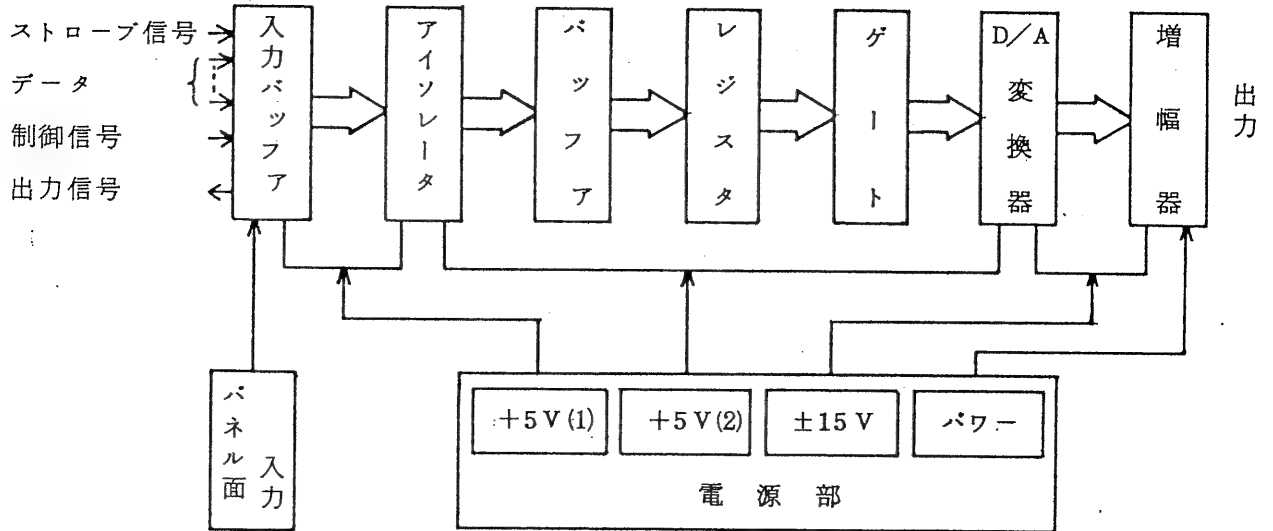 ストローブ信号
データ
制御信号
出力信号
入力バッファ
アイソレータ
バッファ
レジスタ
ゲート
D/A変換器
増幅器
出力
パネル面入力
+5V(1)
+5V(2)
±15V
パワー
電源部